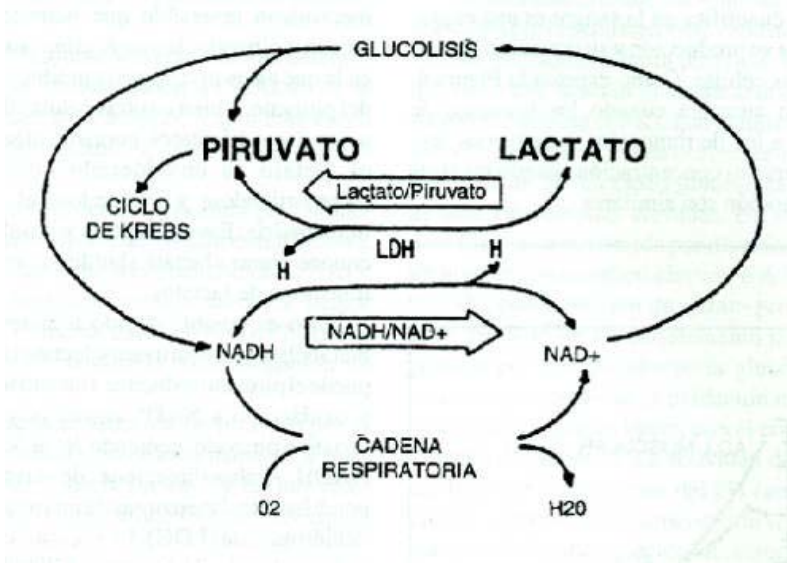 GLUCOLISIS
PIRUVATO
LACTATO
Lactato/Piruvato
CICLO
DE KREBS
LDH
H
H
NADH/NAD+
NADH
NAD+
CADENA
RESPIRATORIA
02
H20